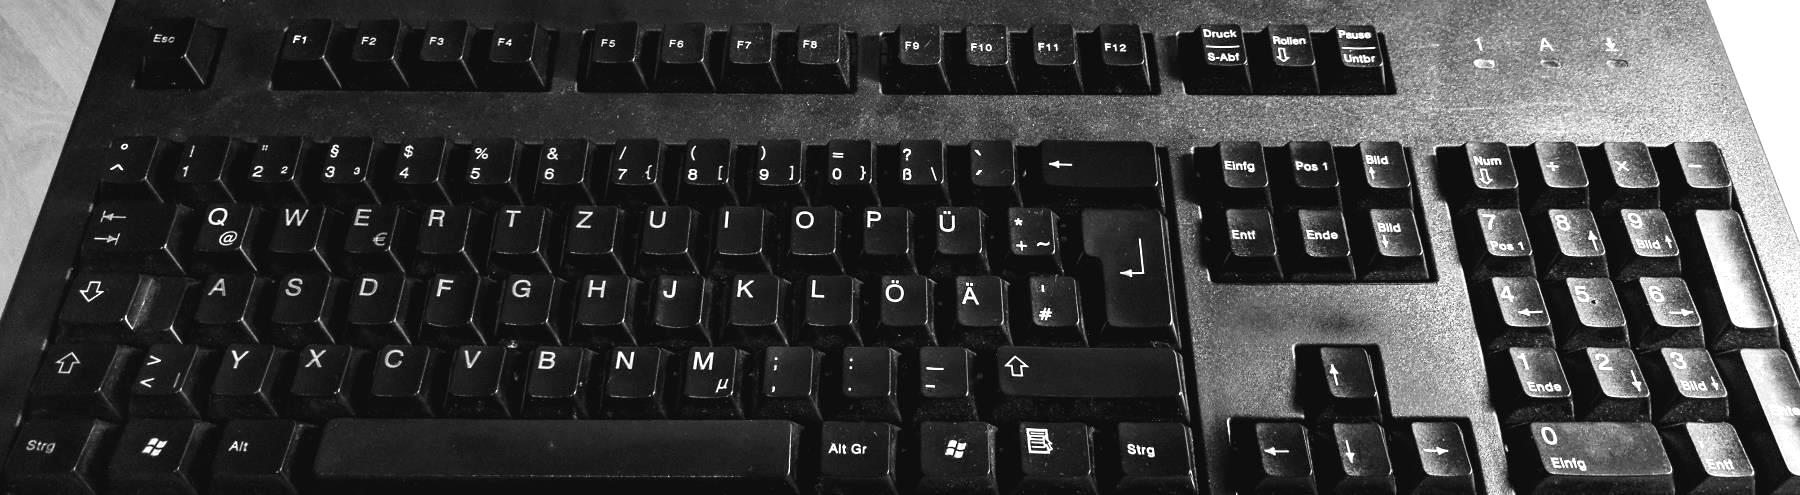 Esc F1 F2 F3 F4 F5 F6 F7 F8 F9 F10 F11 F12 Druck S-Abf Rollen ⇩ Pause Untbr 1 A
° ^ ! 1 " 2 ² § 3 ³ $ 4 % 5 & 6 / 7 { ( 8 [ ) 9 ] = 0 } ? ß \ ` ´ ← Einfg Pos 1 Bild ↑ Num ⇩ ÷ × -
Q @ W E € R T Z U I O P Ü * + ~ Entf Ende Bild ↓ 7 Pos 1 8 ↑ 9 Bild ↑
⇩ A S D F G H J K L Ö Ä ' # 4 ← 5 6 →
⇧ > < | Y X C V B N M µ ; , : . _ - ⇧ ↑ 1 Ende 2 ↓ 3 Bild ↓
Strg Alt Alt Gr Strg ← ↓ → 0 Einfg Entf